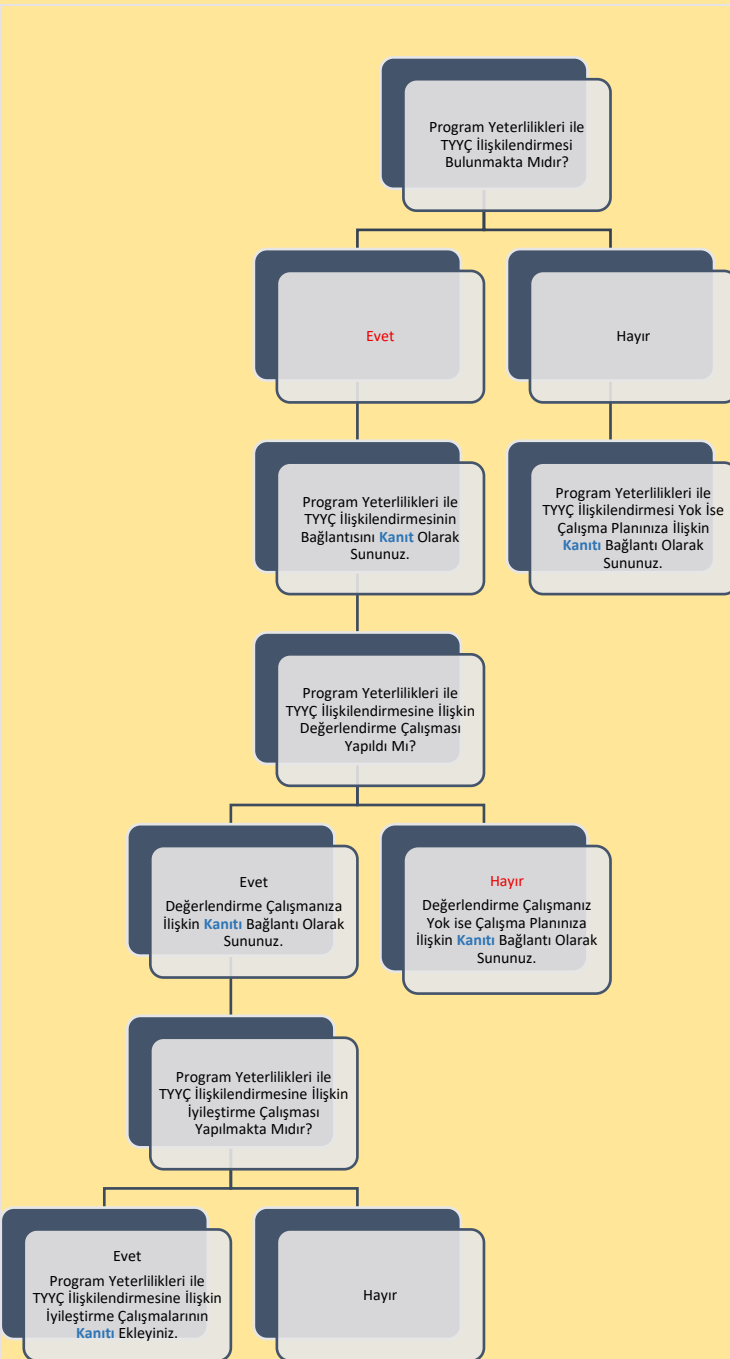 Program Yeterlilikleri ile
TYYÇ İlişkilendirmesi
Bulunmakta Mıdır?
Evet
Hayır
Program Yeterlilikleri ile
TYYÇ İlişkilendirmesinin
Bağlantısını Kanıt Olarak
Sununuz.
Program Yeterlilikleri ile
TYYÇ İlişkilendirmesi Yok İse
Çalışma Planınıza İlişkin
Kanıtı Bağlantı Olarak
Sununuz.
Program Yeterlilikleri ile
TYYÇ İlişkilendirmesine İlişkin
Değerlendirme Çalışması
Yapıldı Mı?
Evet
Değerlendirme Çalışmanıza
İlişkin Kanıtı Bağlantı Olarak
Sununuz.
Hayır
Değerlendirme Çalışmanız
Yok ise Çalışma Planınıza
İlişkin Kanıtı Bağlantı Olarak
Sununuz.
Program Yeterlilikleri ile
TYYÇ İlişkilendirmesine İlişkin
İyileştirme Çalışması
Yapılmakta Mıdır?
Evet
Program Yeterlilikleri ile
TYYÇ İlişkilendirmesine İlişkin
İyileştirme Çalışmalarının
Kanıtı Ekleyiniz.
Hayır